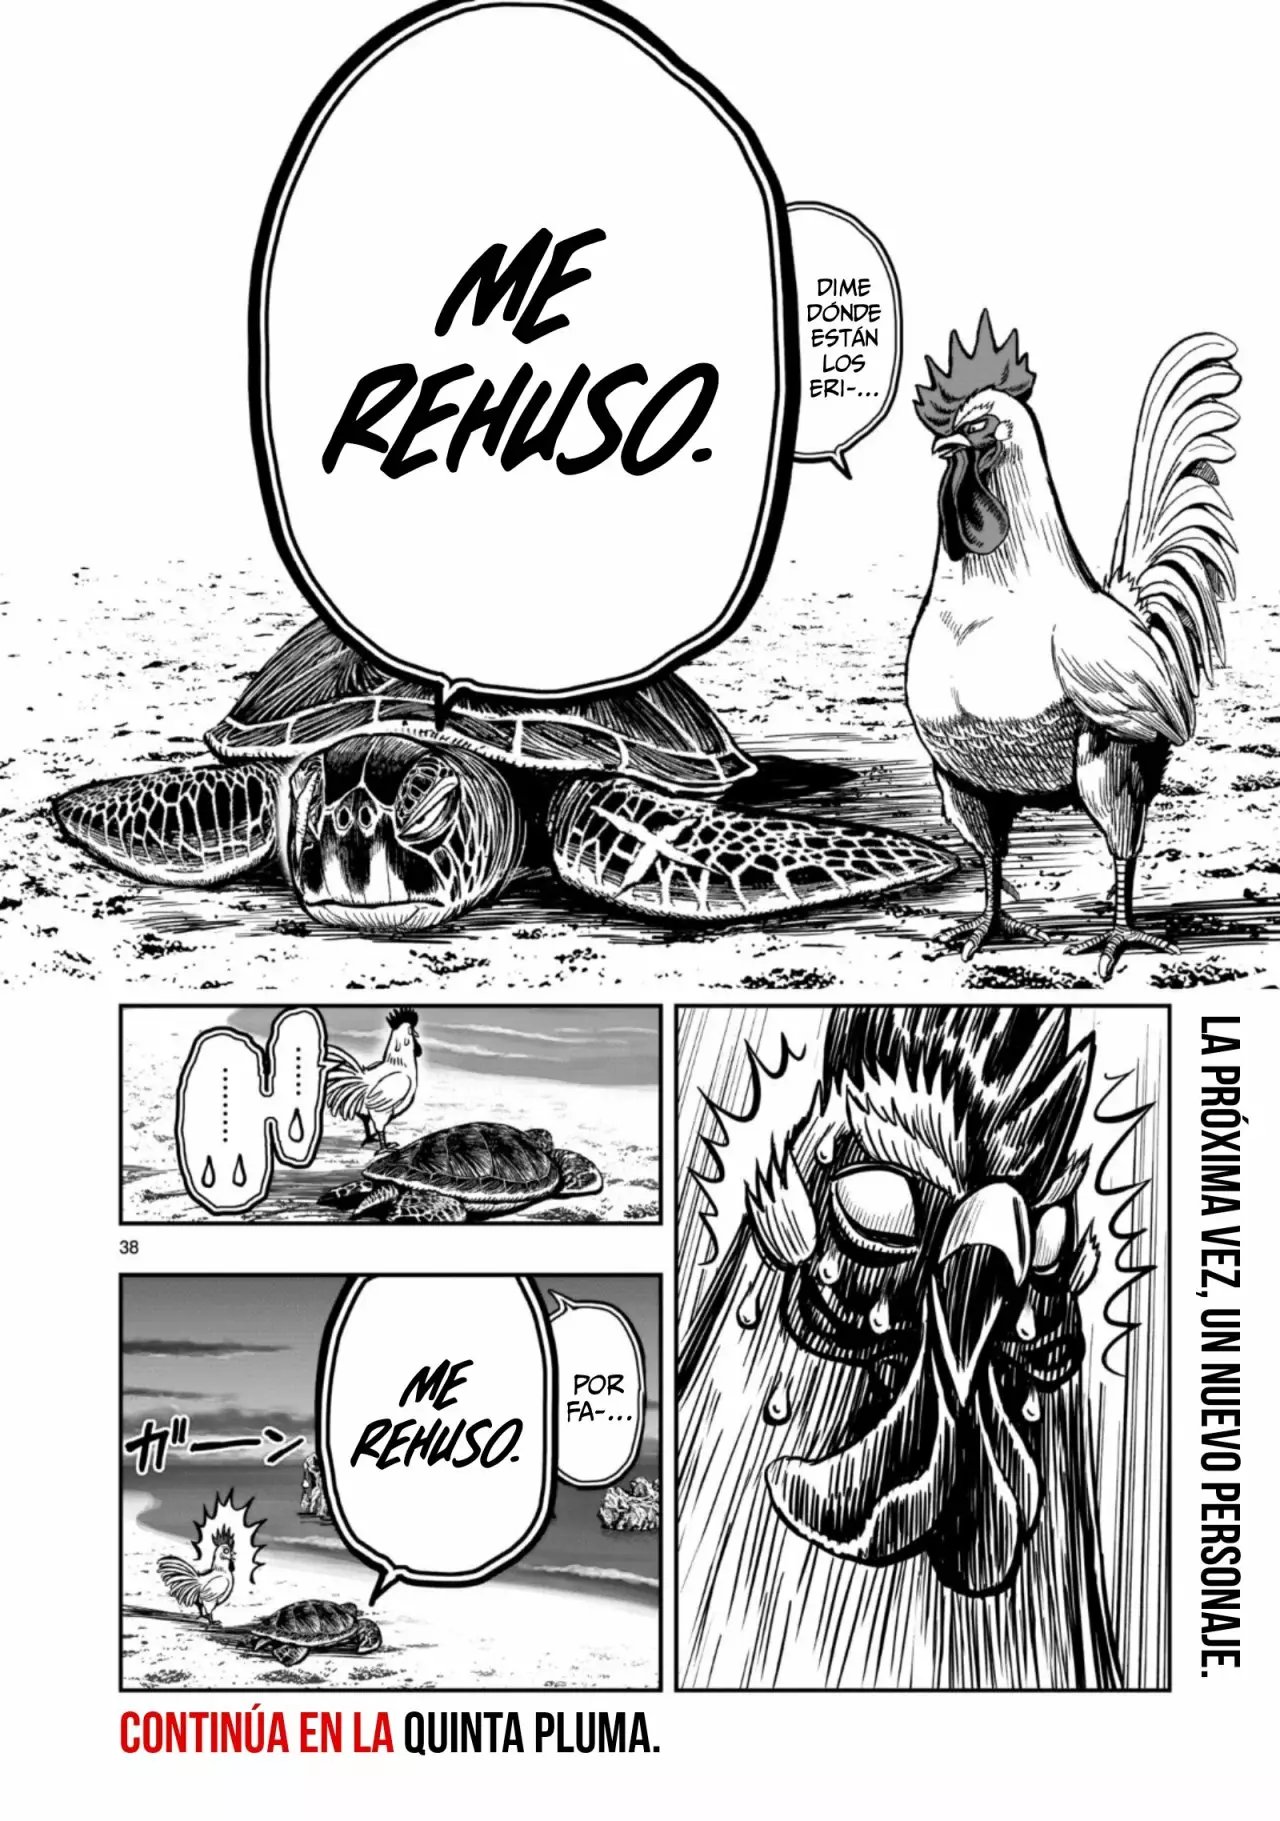 DIME
DÓNDE
ESTÁN
LOS
ERI-...
ME
REHUSO.
LA PRÓXIMA VEZ, UN NUEVO PERSONAJE.
.......
.........
38
POR
FA-...
ME
REHUSO.
ガーン
CONTINÚA EN LA QUINTA PLUMA.